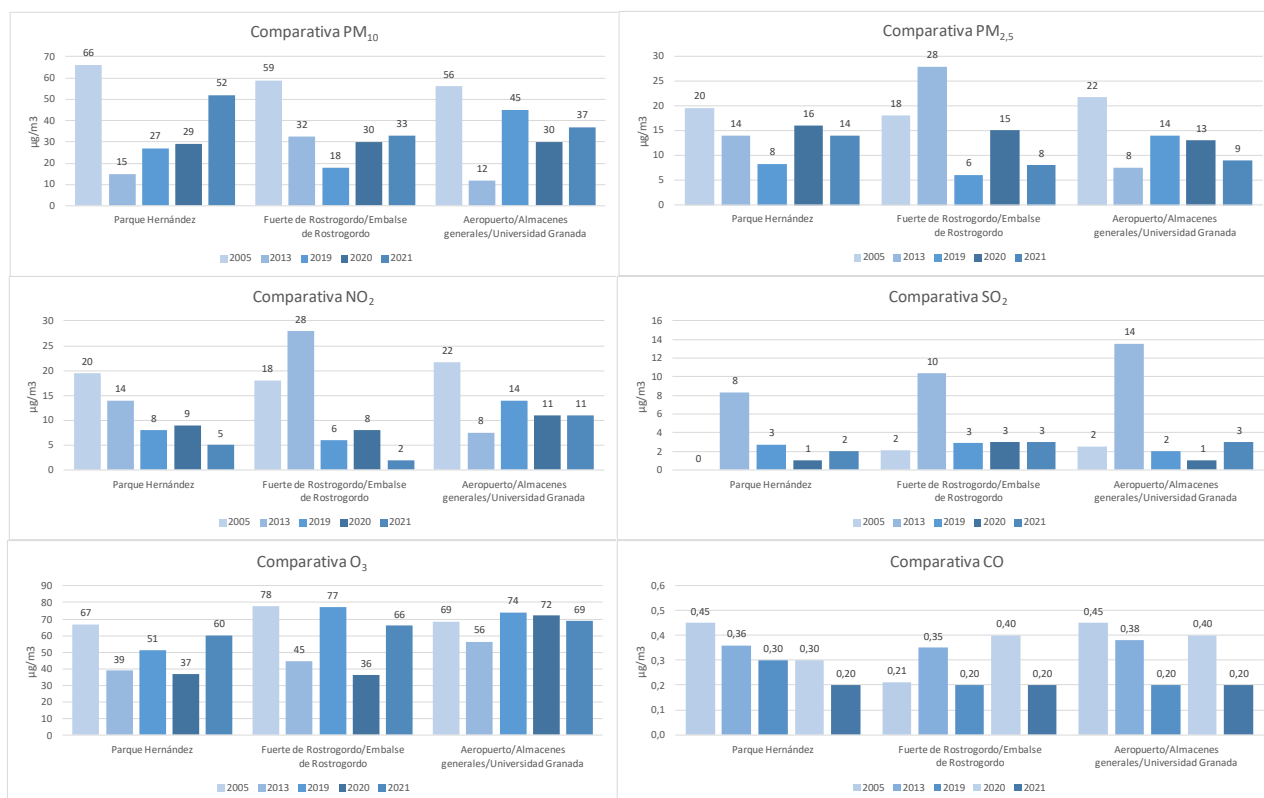 Comparativa PM10
70
60
50
40
30
20
10
0
µg/m3
66
15
27
29
52
59
32
18
30
33
56
12
45
30
37
Parque Hernández
Fuerte de Rostrogordo/Embalse
de Rostrogordo
Aeropuerto/Almacenes
generales/Universidad Granada
2005 2013 2019 2020 2021
Comparativa PM2,5
30
25
20
15
10
5
0
µg/m3
20
14
8
16
14
18
28
6
15
8
22
8
14
13
9
Parque Hernández
Fuerte de Rostrogordo/Embalse
de Rostrogordo
Aeropuerto/Almacenes
generales/Universidad Granada
2005 2013 2019 2020 2021
Comparativa NO2
30
25
20
15
10
5
0
µg/m3
20
14
8
9
5
18
28
6
8
2
22
8
14
11
11
Parque Hernández
Fuerte de Rostrogordo/Embalse
de Rostrogordo
Aeropuerto/Almacenes
generales/Universidad Granada
2005 2013 2019 2020 2021
Comparativa SO2
16
14
12
10
8
6
4
2
0
µg/m3
0
8
3
1
2
2
10
3
3
3
2
14
2
1
3
Parque Hernández
Fuerte de Rostrogordo/Embalse
de Rostrogordo
Aeropuerto/Almacenes
generales/Universidad Granada
2005 2013 2019 2020 2021
Comparativa O3
90
80
70
60
50
40
30
20
10
0
µg/m3
67
39
51
37
60
78
45
77
36
66
69
56
74
72
69
Parque Hernández
Fuerte de Rostrogordo/Embalse
de Rostrogordo
Aeropuerto/Almacenes
generales/Universidad Granada
2005 2013 2019 2020 2021
Comparativa CO
0,6
0,5
0,4
0,3
0,2
0,1
0,0
µg/m3
0,45
0,36
0,30
0,30
0,20
0,21
0,35
0,20
0,40
0,20
0,45
0,38
0,20
0,40
0,20
Parque Hernández
Fuerte de Rostrogordo/Embalse
de Rostrogordo
Aeropuerto/Almacenes
generales/Universidad Granada
2005 2013 2019 2020 2021